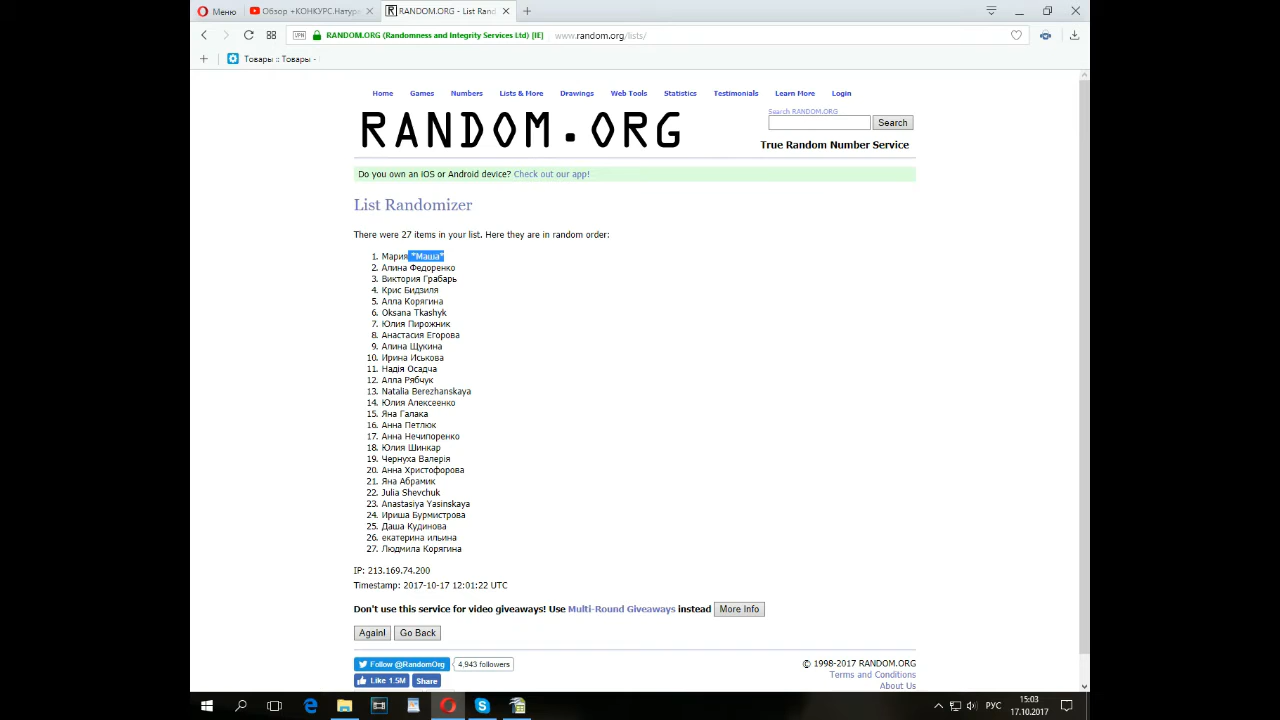 Меню
Обзор +КОНКУРС.Натур
RANDOM.ORG - List Rand
VPN
RANDOM.ORG (Randomness and Integrity Services Ltd) [IE]
www.random.org/lists/
Товары :: Товары -
Home Games Numbers Lists & More Drawings Web Tools Statistics Testimonials Learn More Login
RANDOM.ORG
Search RANDOM.ORG
Search
True Random Number Service
Do you own an iOS or Android device? Check out our app!
List Randomizer
There were 27 items in your list. Here they are in random order:
1. Мария "Маша"
2. Алина Федоренко
3. Виктория Грабарь
4. Крис Бидзиля
5. Алла Корягина
6. Oksana Tkashyk
7. Юлия Пирожник
8. Анастасия Егорова
9. Алина Щукина
10. Ирина Иськова
11. Надія Осадча
12. Алла Рябчук
13. Natalia Berezhanskaya
14. Юлия Алексеенко
15. Яна Галака
16. Анна Петлюк
17. Анна Нечипоренко
18. Юлия Шинкар
19. Чернуха Валерія
20. Анна Христофорова
21. Яна Абрамик
22. Julia Shevchuk
23. Anastasiya Yasinskaya
24. Ириша Бурмистрова
25. Даша Кудинова
26. екатерина ильина
27. Людмила Корягина
IP: 213.169.74.200
Timestamp: 2017-10-17 12:01:22 UTC
Don't use this service for video giveaways! Use Multi-Round Giveaways instead More Info
Again! Go Back
Follow @RandomOrg 4,943 followers
Like 1.5M Share
© 1998-2017 RANDOM.ORG
Terms and Conditions
About Us
РУС
15:03
17.10.2017